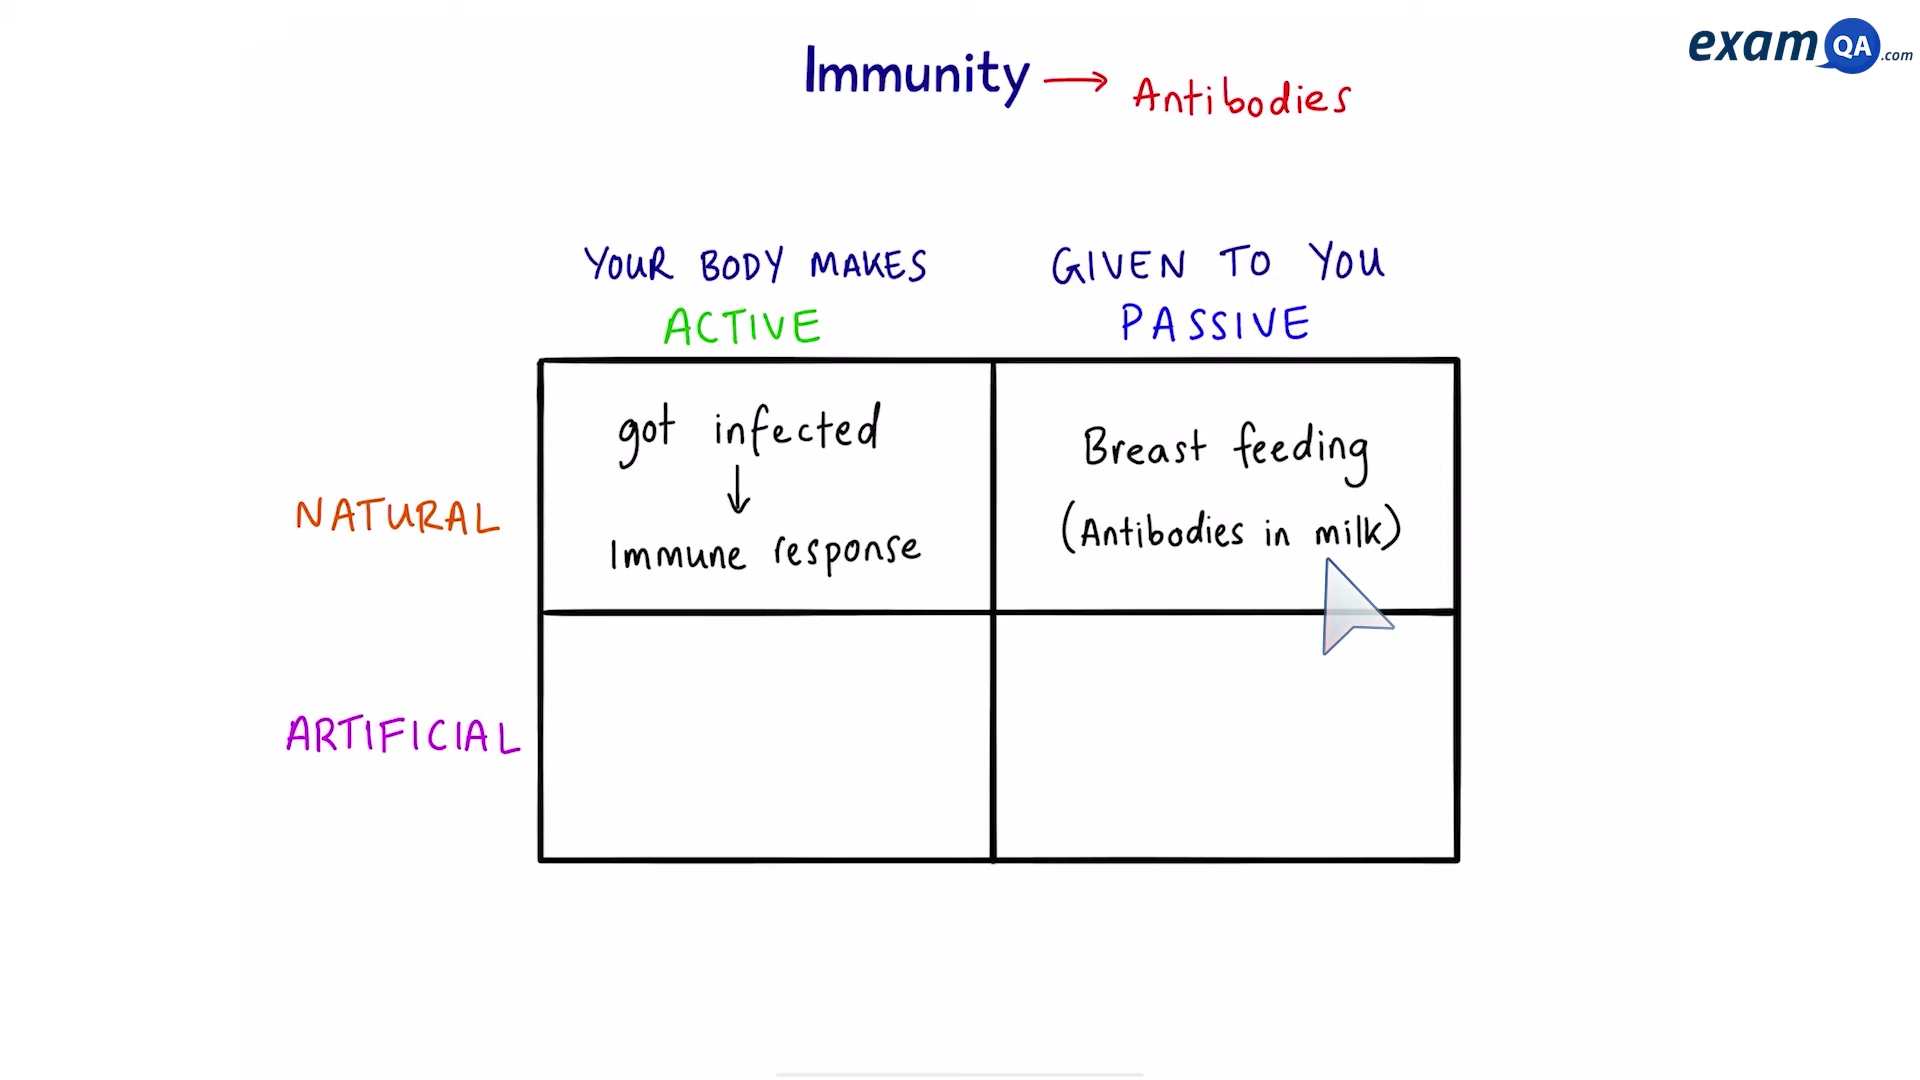 examQA.com
Immunity → Antibodies
YOUR BODY MAKES
ACTIVE
GIVEN TO YOU
PASSIVE
NATURAL
got infected
↓
Immune response
Breast feeding
(Antibodies in milk)
ARTIFICIAL